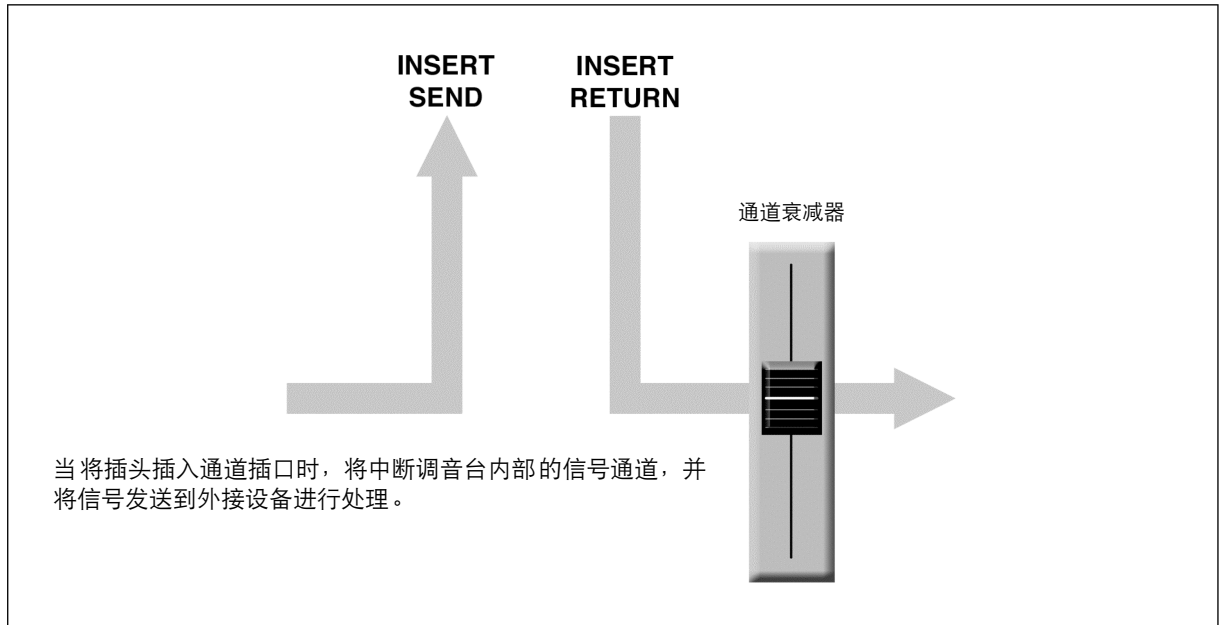 INSERT
SEND
INSERT
RETURN
通道衰减器
当将插头插入通道插口时，将中断调音台内部的信号通道，并
将信号发送到外接设备进行处理。